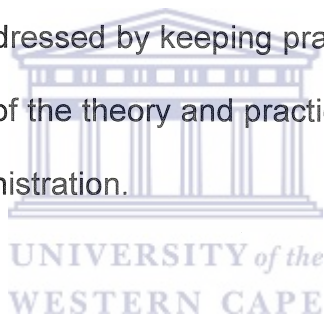 dressed by keeping pra
of the theory and practi
nistration.
UNIVERSITY of the
WESTERN CAPE